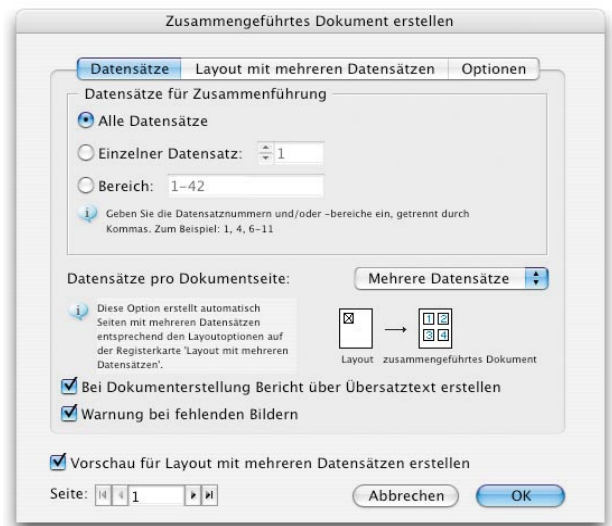 Zusammengeführtes Dokument erstellen
Datensätze Layout mit mehreren Datensätzen Optionen
Datensätze für Zusammenführung
Alle Datensätze
Einzelner Datensatz: 1
Bereich: 1-42
Geben Sie die Datensatznummern und/oder -bereiche ein, getrennt durch
Kommas. Zum Beispiel: 1, 4, 6-11
Datensätze pro Dokumentseite: Mehrere Datensätze
Diese Option erstellt automatisch
Seiten mit mehreren Datensätzen
entsprechend den Layoutoptionen auf
der Registerkarte 'Layout mit mehreren
Datensätzen'.
1 2
3 4
Layout zusammengeführtes Dokument
Bei Dokumenterstellung Bericht über Übersatztext erstellen
Warnung bei fehlenden Bildern
Vorschau für Layout mit mehreren Datensätzen erstellen
Seite: 1 Abbrechen OK